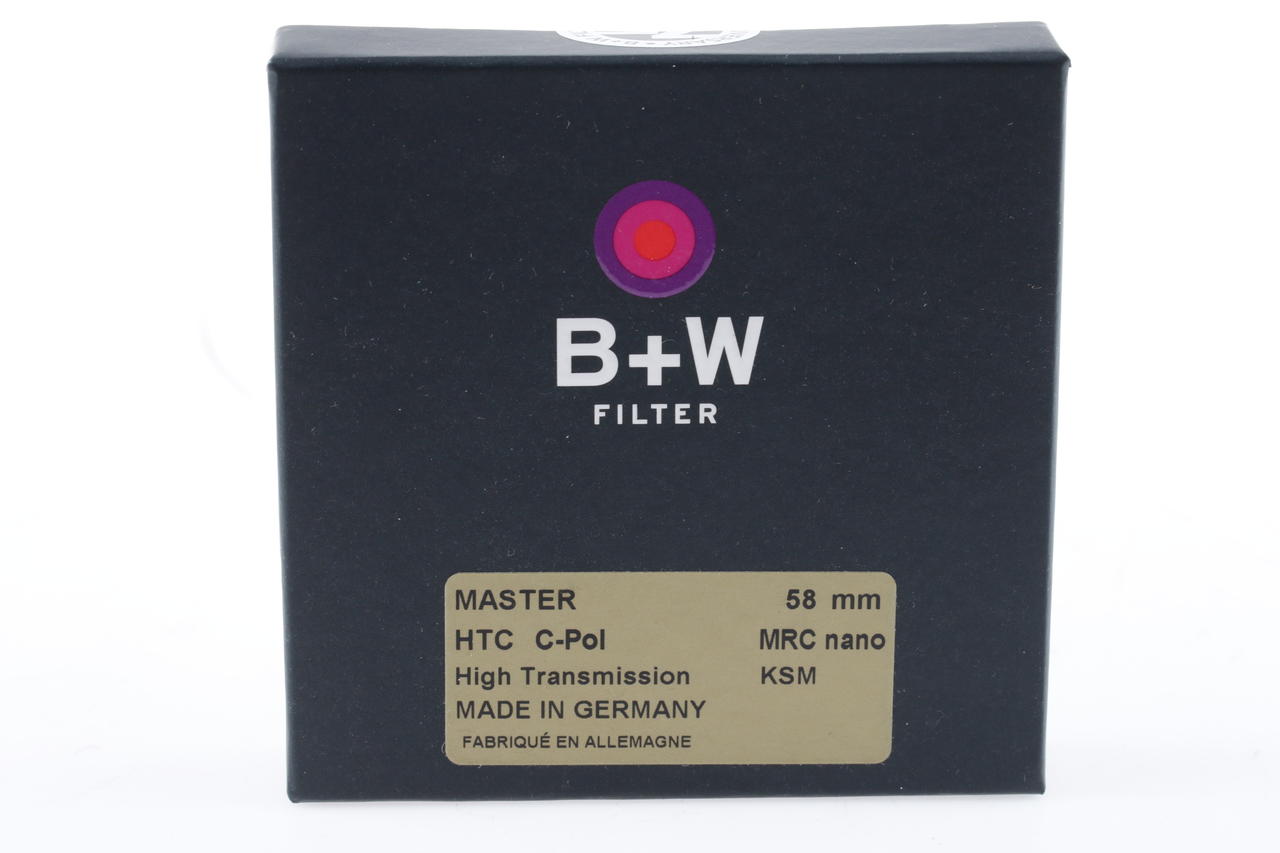 B+W
FILTER
MASTER 58 mm
HTC C-Pol MRC nano
High Transmission KSM
MADE IN GERMANY
FABRIQUÉ EN ALLEMAGNE